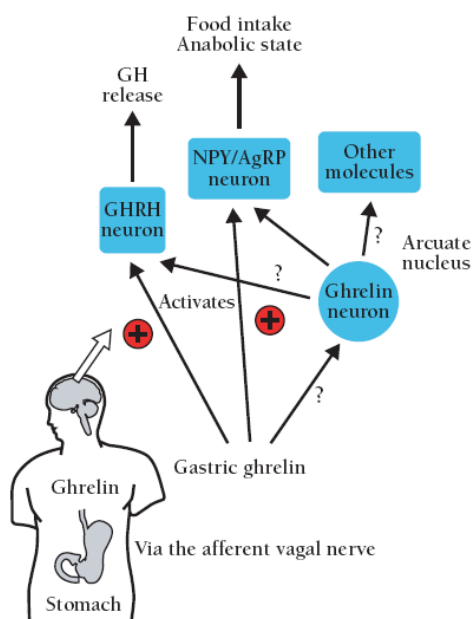 Food intake
Anabolic state
GH
release
NPY/AgRP
neuron
Other
molecules
GHRH
neuron
?
Arcuate
nucleus
?
Ghrelin
neuron
Activates
+
+
?
Gastric ghrelin
Ghrelin
Via the afferent vagal nerve
Stomach